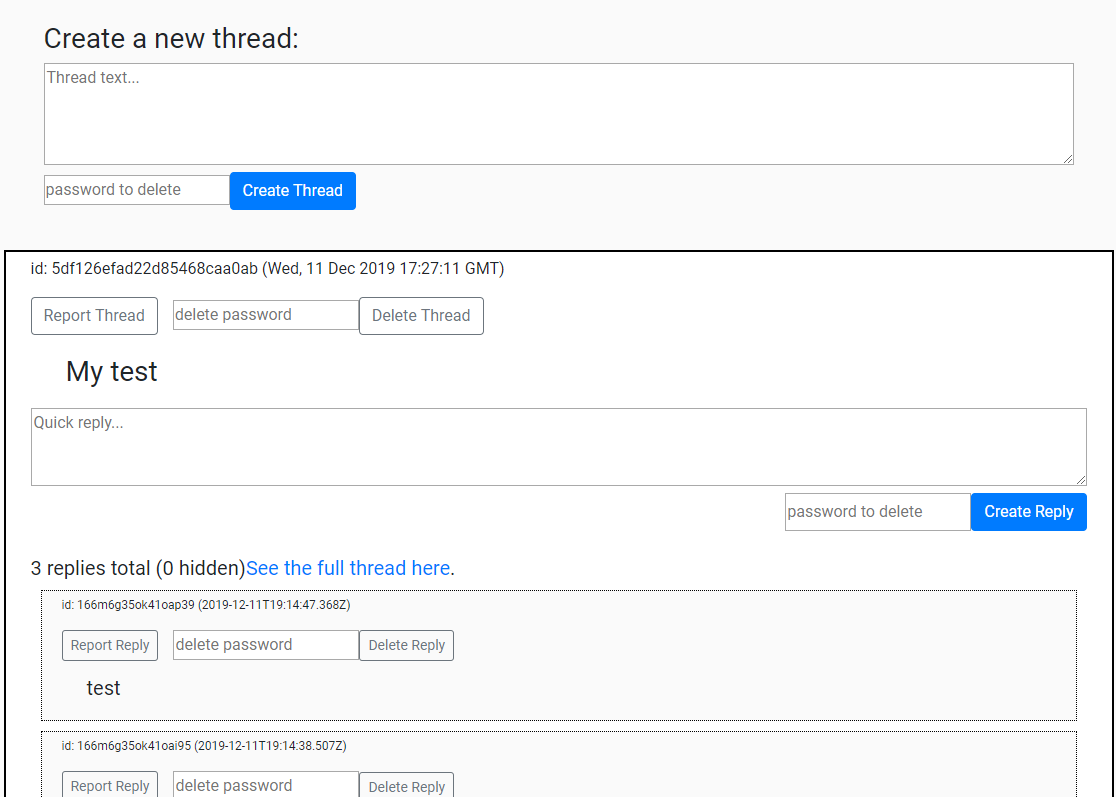 Create a new thread:
Thread text...
password to delete Create Thread
id: 5df126efad22d85468caa0ab (Wed, 11 Dec 2019 17:27:11 GMT)
Report Thread delete password Delete Thread
My test
Quick reply...
password to delete Create Reply
3 replies total (0 hidden)See the full thread here.
id: 166m6g35ok41oap39 (2019-12-11T19:14:47.368Z)
Report Reply delete password Delete Reply
test
id: 166m6g35ok41oai95 (2019-12-11T19:14:38.507Z)
Report Reply delete password Delete Reply